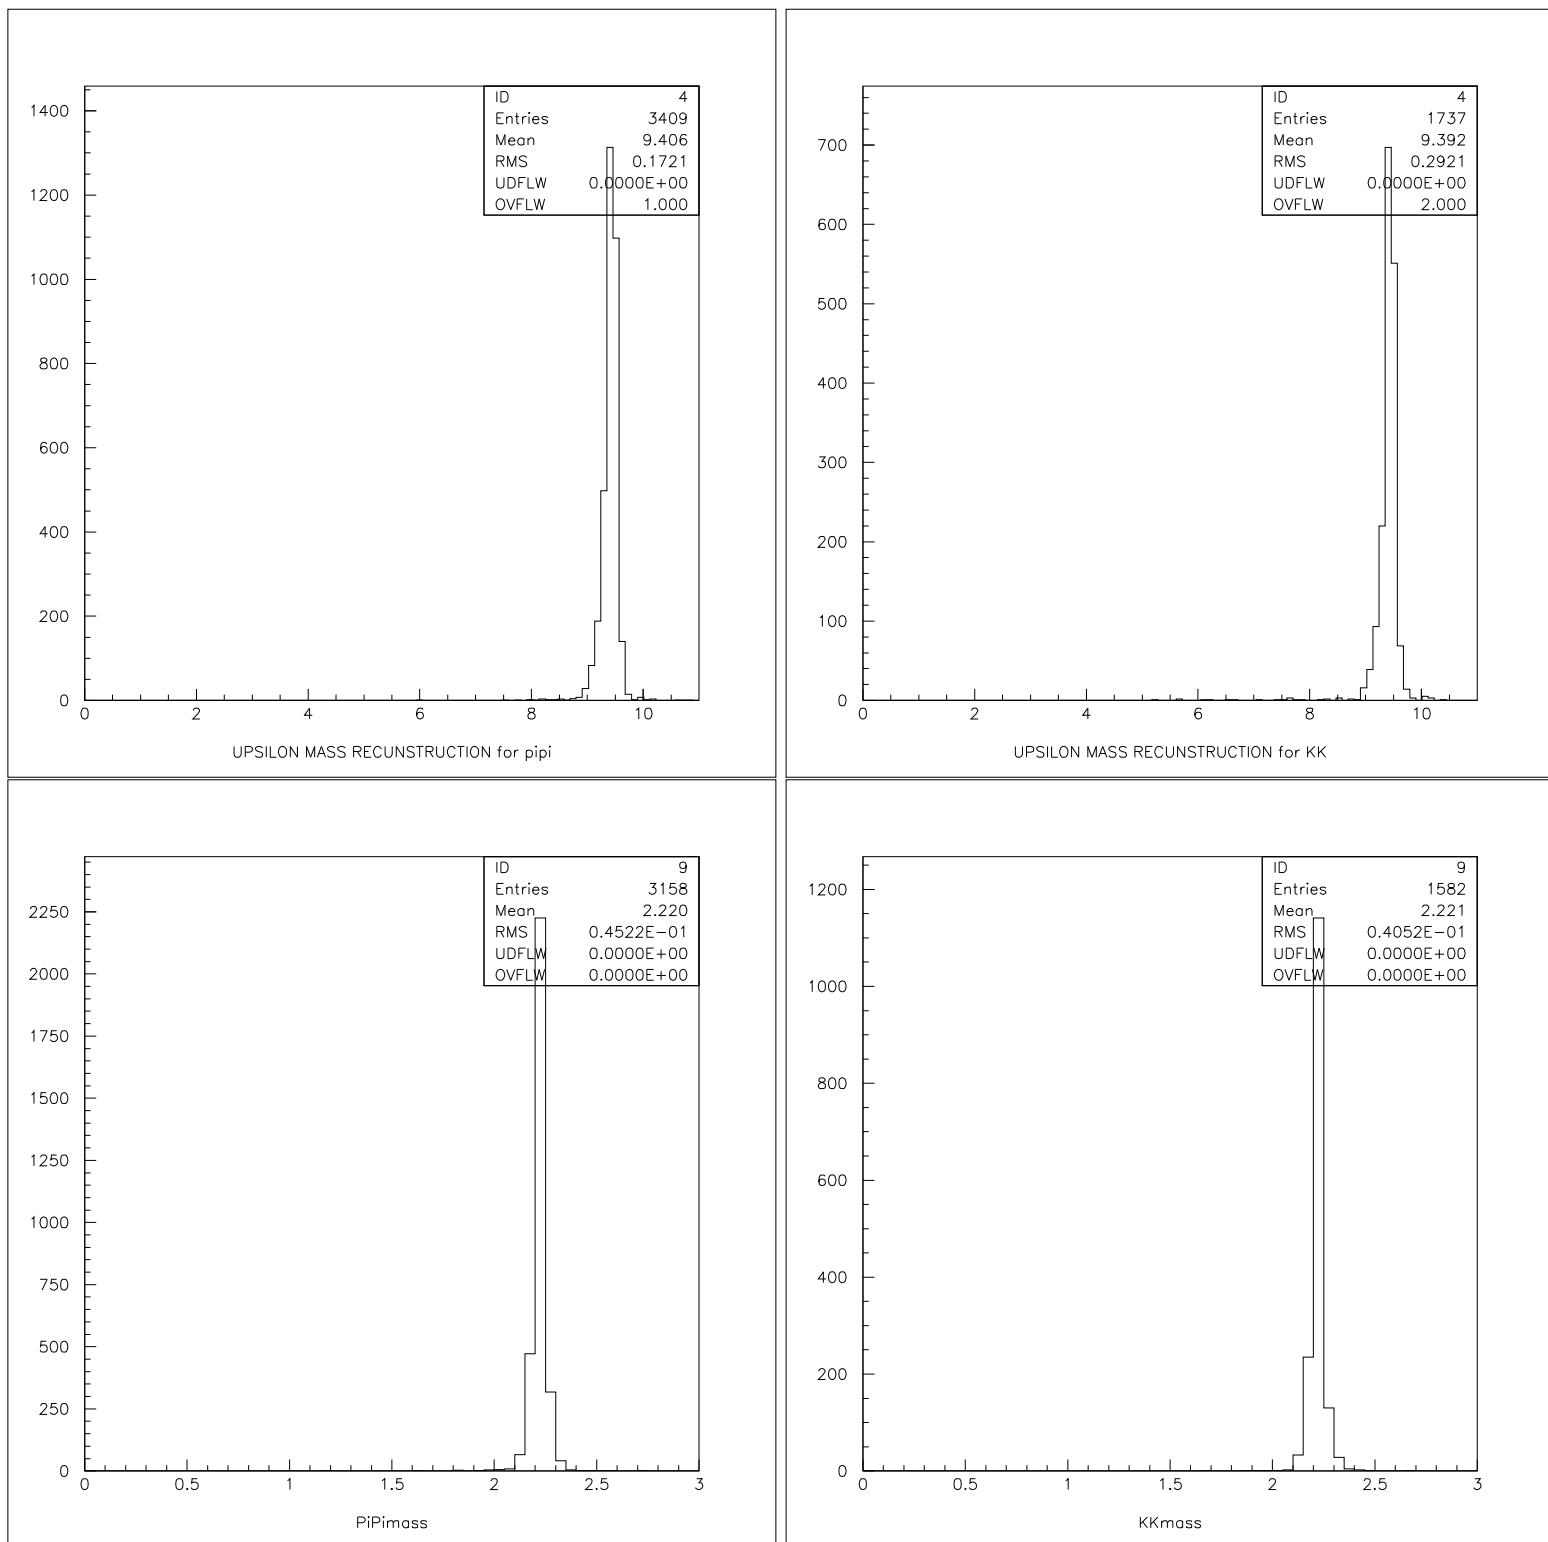 ID 4
Entries 3409
Mean 9.406
RMS 0.1721
UDFLW 0.0000E+00
OVFLW 1.000
1400
1200
1000
800
600
400
200
0
0 2 4 6 8 10
UPSILON MASS RECUNSTRUCTION for pipi
ID 4
Entries 1737
Mean 9.392
RMS 0.2921
UDFLW 0.0000E+00
OVFLW 2.000
700
600
500
400
300
200
100
0
0 2 4 6 8 10
UPSILON MASS RECUNSTRUCTION for KK
ID 9
Entries 3158
Mean 2.220
RMS 0.4522E-01
UDFLW 0.0000E+00
OVFLW 0.0000E+00
2250
2000
1750
1500
1250
1000
750
500
250
0
0 0.5 1 1.5 2 2.5 3
PiPimass
ID 9
Entries 1582
Mean 2.221
RMS 0.4052E-01
UDFLW 0.0000E+00
OVFLW 0.0000E+00
1200
1000
800
600
400
200
0
0 0.5 1 1.5 2 2.5 3
KKmass